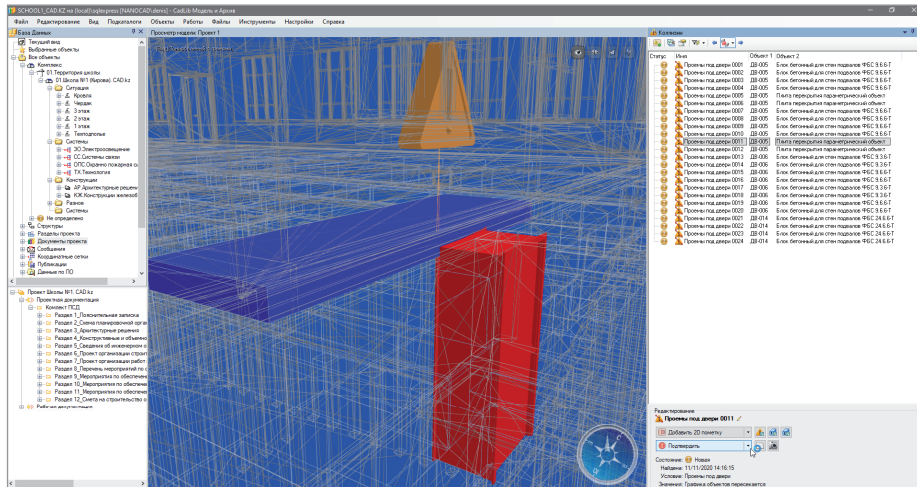 SCHOOL1_CAD.KZ на (local)\sqlexpress [NANOCAD\denis] - CadLib Модель и Архив
Файл Редактирование Вид Подкаталоги Объекты Работы Файлы Инструменты Настройки Справка
База Данных
Текущий вид
Выбранные объекты
Все объекты
Комплекс
01.Территория школы
01.Школа №1 (Кирова). CAD.kz
Ситуация
Кровля
Чердак
3 этаж
2 этаж
1 этаж
Техподполье
Системы
ЭО.Электроосвещение
СС.Системы связи
ОПС.Охранно пожарная си
ТХ.Технология
Конструкции
АР.Архитектурные решени
КЖ.Конструкции железоб
Разное
Системы
Не определено
Структуры
Разделы проекта
Документы проекта
Сообщения
Координатные сетки
Публикации
Данные по ПО
Проект Школы №1. CAD.kz
Проектная документация
Комлект ПСД
Раздел 1_Пояснительная записка
Раздел 2_Схема планировочной орган
Раздел 3_Архитектурные решения
Раздел 4_Конструктивные и объемно
Раздел 5_Сведения об инженерном о
Раздел 6_Проект организации строит
Раздел 7_Проект организации работ
Раздел 8_Перечень мероприятий по о
Раздел 9_Мероприятия по обеспечен
Раздел 10_Мероприятия по обеспече
Раздел 11_Мероприятия по обеспече
Раздел 12_Смета на строительство о
Рабочая документация
Просмотр модели: Проект 1
Коллизии
Статус Имя Объект 1 Объект 2
Проемы под двери 0001 ДВ-005 Блок бетонный для стен подвалов ФБС 9.6.6-Т
Проемы под двери 0002 ДВ-005 Блок бетонный для стен подвалов ФБС 9.6.6-Т
Проемы под двери 0003 ДВ-005 Блок бетонный для стен подвалов ФБС 9.6.6-Т
Проемы под двери 0004 ДВ-005 Блок бетонный для стен подвалов ФБС 9.6.6-Т
Проемы под двери 0005 ДВ-005 Плита перекрытия параметрический объект
Проемы под двери 0006 ДВ-005 Плита перекрытия параметрический объект
Проемы под двери 0007 ДВ-005 Блок бетонный для стен подвалов ФБС 9.6.6-Т
Проемы под двери 0008 ДВ-005 Блок бетонный для стен подвалов ФБС 9.6.6-Т
Проемы под двери 0009 ДВ-005 Блок бетонный для стен подвалов ФБС 9.6.6-Т
Проемы под двери 0010 ДВ-005 Блок бетонный для стен подвалов ФБС 9.6.6-Т
Проемы под двери 0011 ДВ-005 Плита перекрытия параметрический объект
Проемы под двери 0012 ДВ-005 Плита перекрытия параметрический объект
Проемы под двери 0013 ДВ-006 Блок бетонный для стен подвалов ФБС 9.3.6-Т
Проемы под двери 0014 ДВ-006 Блок бетонный для стен подвалов ФБС 9.3.6-Т
Проемы под двери 0015 ДВ-006 Блок бетонный для стен подвалов ФБС 9.6.6-Т
Проемы под двери 0016 ДВ-006 Блок бетонный для стен подвалов ФБС 9.6.6-Т
Проемы под двери 0017 ДВ-006 Блок бетонный для стен подвалов ФБС 9.3.6-Т
Проемы под двери 0018 ДВ-006 Блок бетонный для стен подвалов ФБС 9.3.6-Т
Проемы под двери 0019 ДВ-006 Блок бетонный для стен подвалов ФБС 9.6.6-Т
Проемы под двери 0020 ДВ-006 Блок бетонный для стен подвалов ФБС 9.6.6-Т
Проемы под двери 0021 ДВ-014 Блок бетонный для стен подвалов ФБС 24.6.6-Т
Проемы под двери 0022 ДВ-014 Блок бетонный для стен подвалов ФБС 24.6.6-Т
Проемы под двери 0023 ДВ-014 Блок бетонный для стен подвалов ФБС 24.6.6-Т
Проемы под двери 0024 ДВ-014 Блок бетонный для стен подвалов ФБС 24.6.6-Т
Редактирование
Проемы под двери 0011
Добавить 2D пометку
Подтвердить
Состояние: Новая
Найдена: 11/11/2020 14:16:15
Условие: Проемы под двери
Значения: Графика объектов пересекается